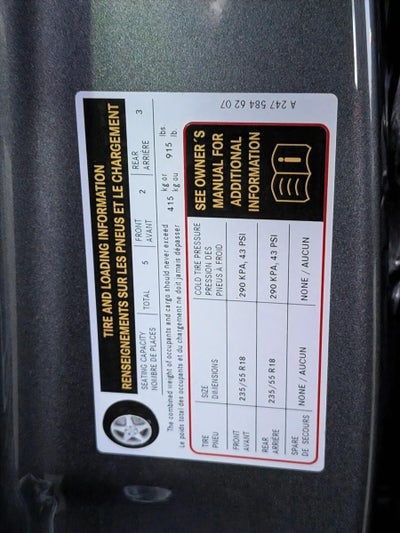 TIRE AND LOADING INFORMATION
RENSEIGNEMENTS SUR LES PNEUS ET LE CHARGEMENT
SEATING CAPACITY
NOMBRE DE PLACES
TOTAL 5
FRONT
AVANT 2
REAR
ARRIÈRE 3
The combined weight of occupants and cargo should never exceed 415 kg or 915 lbs.
Le poids total des occupants et du chargement ne doit jamais dépasser kg ou lb.
TIRE
PNEU
SIZE
DIMENSIONS
COLD TIRE PRESSURE
PRESSION DES
PNEUS À FROID
FRONT
AVANT
235/55 R18
290 KPA, 43 PSI
REAR
ARRIERE
235/55 R18
290 KPA, 43 PSI
SPARE
DE SECOURS
NONE / AUCUN
NONE / AUCUN
SEE OWNER´S
MANUAL FOR
ADDITIONAL
INFORMATION
A 247 584 62 07